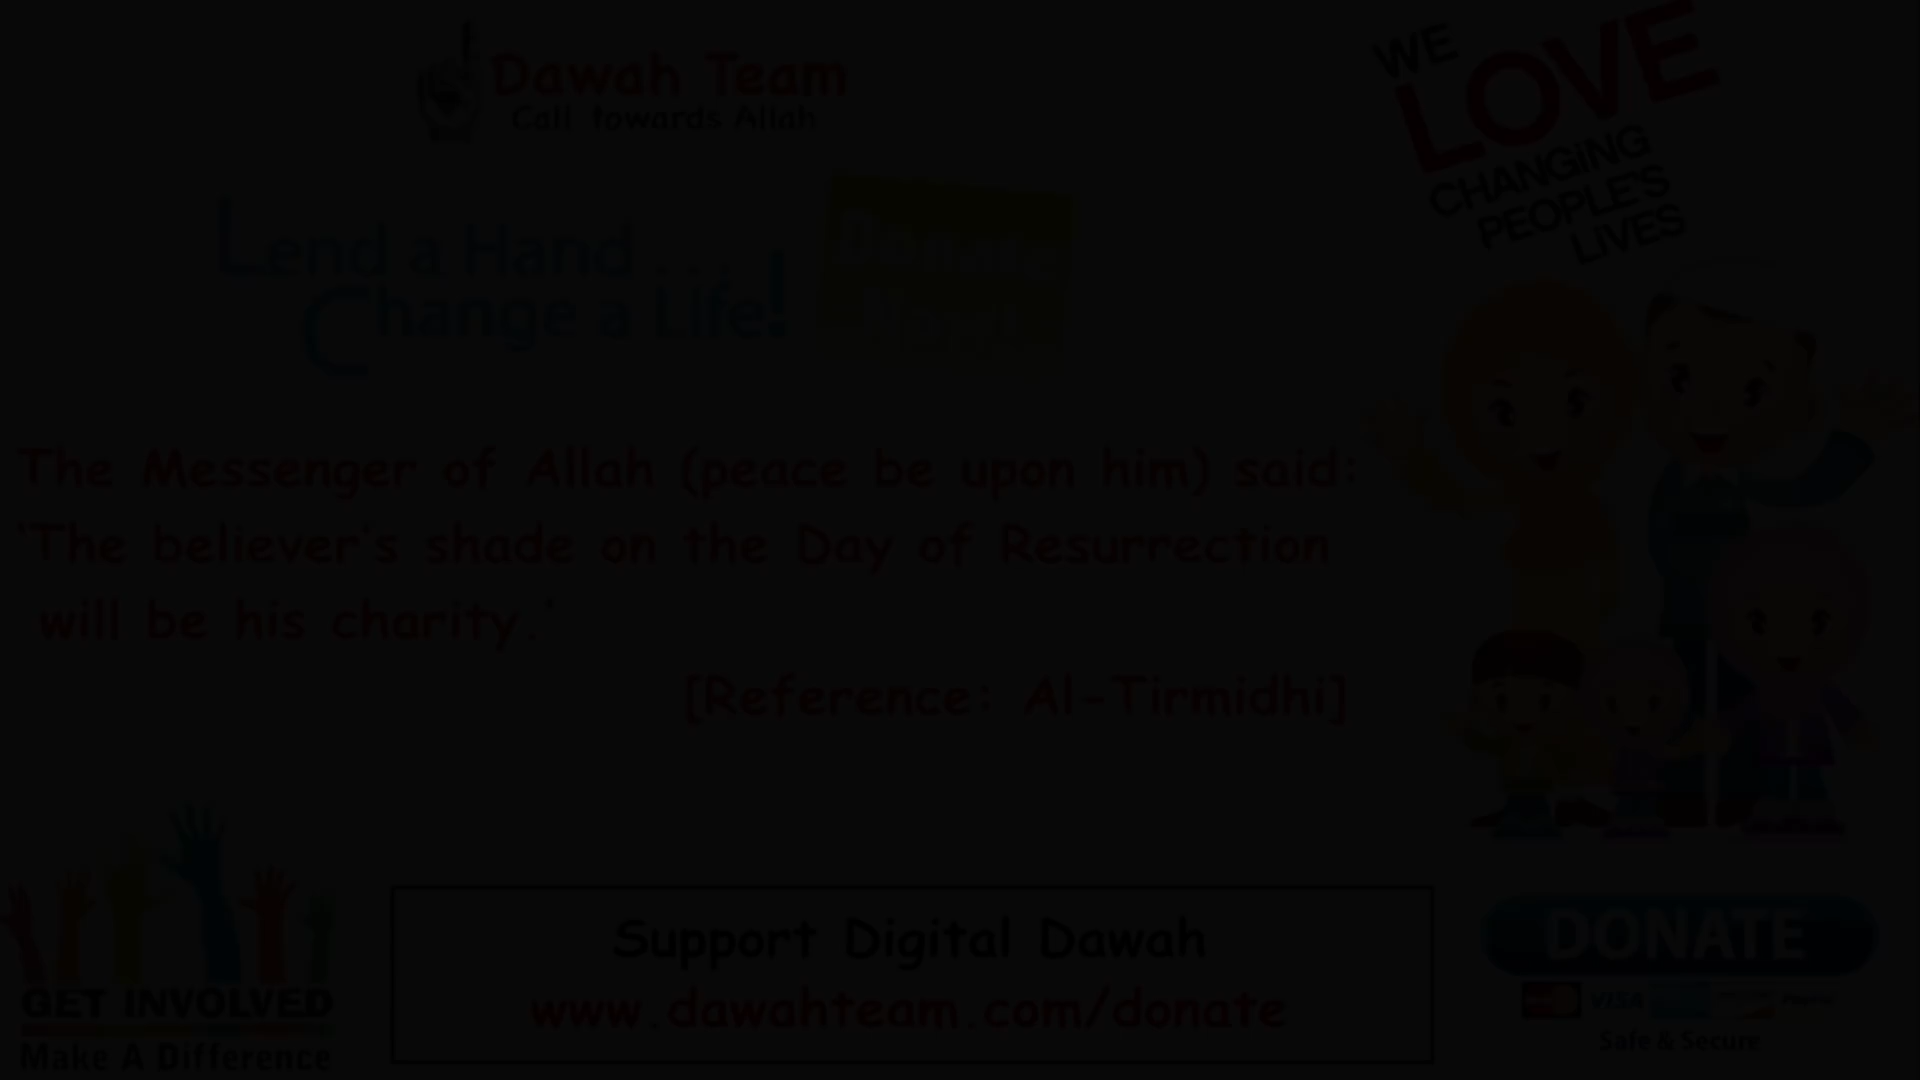 Dawah Team
Call towards Allah
WE
LOVE
CHANGiNG
PEOPLE'S
LIVES
Lend a Hand
Change a Life!
Donate
The Messenger of Allah (peace be upon him) said:
'The believer's shade on the Day of Resurrection
will be his charity.'
[Reference: Al-Tirmidhi]
GET INVOLVED
Make A Difference
Support Digital Dawah
www.dawahteam.com/donate
DONATE
VISA
Safe & Secure